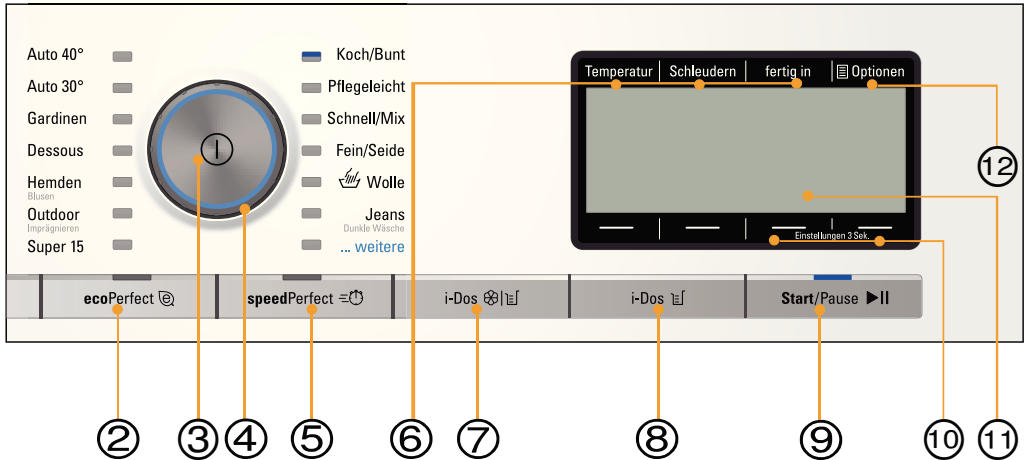 Auto 40°
Auto 30°
Gardinen
Dessous
Hemden
Blusen
Outdoor
Imprägnieren
Super 15
Koch/Bunt
Pflegeleicht
Schnell/Mix
Fein/Seide
Wolle
Jeans
Dunkle Wäsche
... weitere
Temperatur
Schleudern
fertig in
Optionen
Einstellungen 3 Sek.
ecoPerfect
speedPerfect
i-Dos
i-Dos
Start/Pause
②
③
④
⑤
⑥
⑦
⑧
⑨
⑩
⑪
⑫